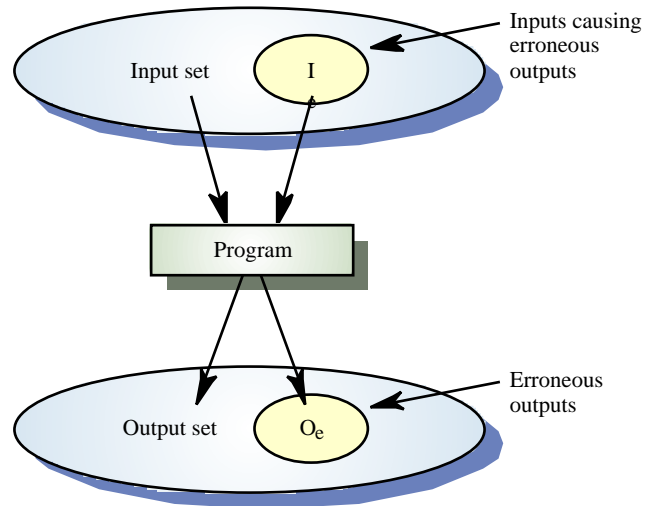 Inputs causing
erroneous
outputs
Input set
I
e
Program
Erroneous
outputs
Output set
Oe